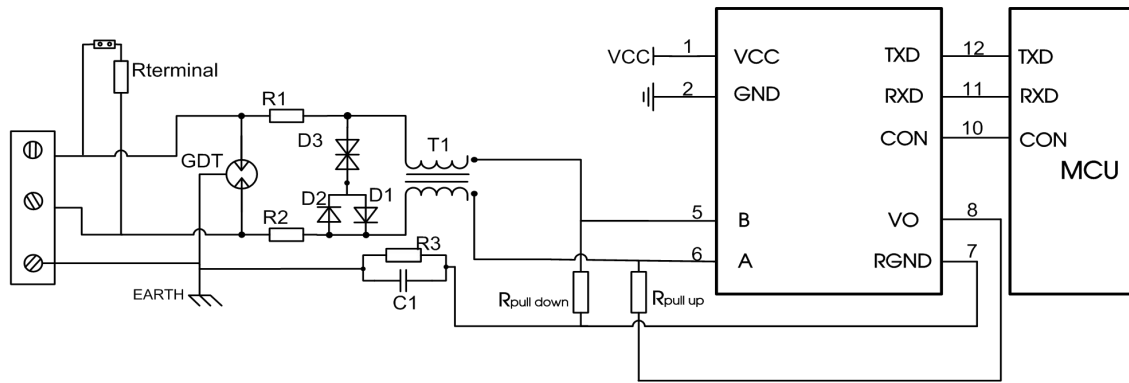 Rterminal
R1
D3
T1
GDT
D2
D1
R2
R3
C1
EARTH
Rpull down
Rpull up
VCC
1
VCC
2
GND
5
B
6
A
TXD
12
TXD
RXD
11
RXD
CON
10
CON
MCU
VO
8
RGND
7